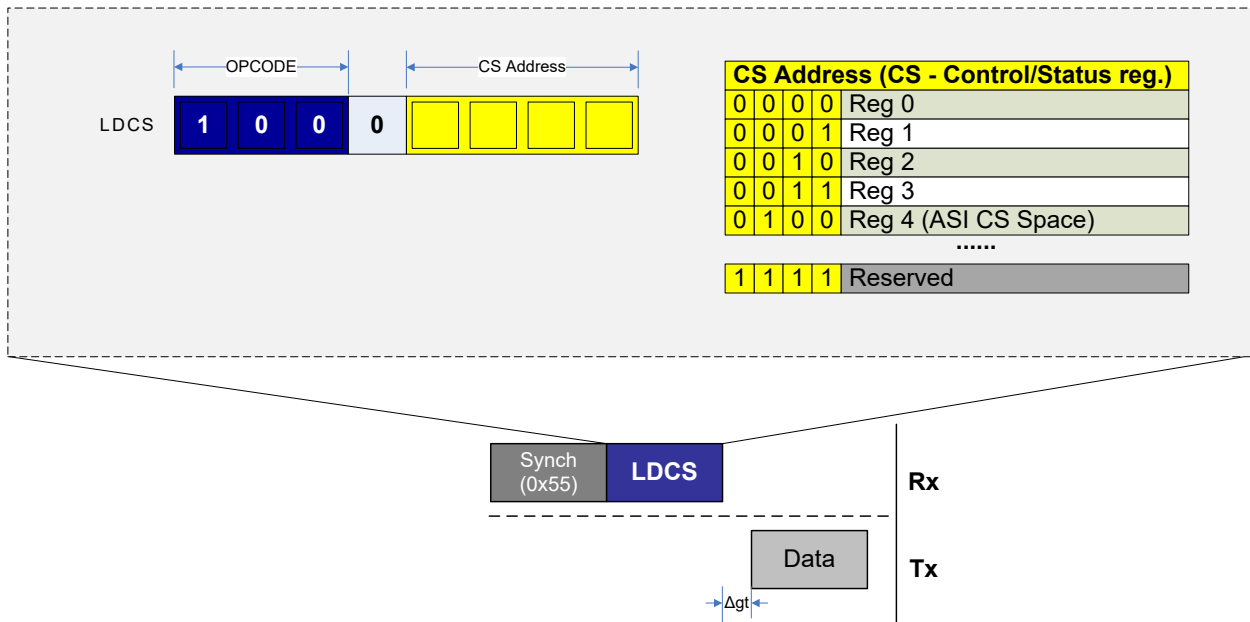 OPCODE
CS Address
LDCS
1 0 0 0
CS Address (CS - Control/Status reg.)
0 0 0 0 Reg 0
0 0 0 1 Reg 1
0 0 1 0 Reg 2
0 0 1 1 Reg 3
0 1 0 0 Reg 4 (ASI CS Space)
......
1 1 1 1 Reserved
Synch
(0x55)
LDCS
Rx
Data
Tx
Δgt